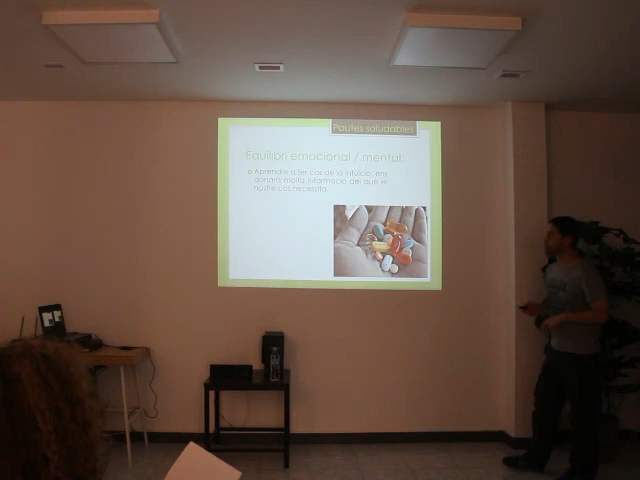 Pautes saludables
Equilibri emocional / mental:
Aprendre a fer cas de la intuïció, ens
donarà molta informació del que el
nostre cos necessita.